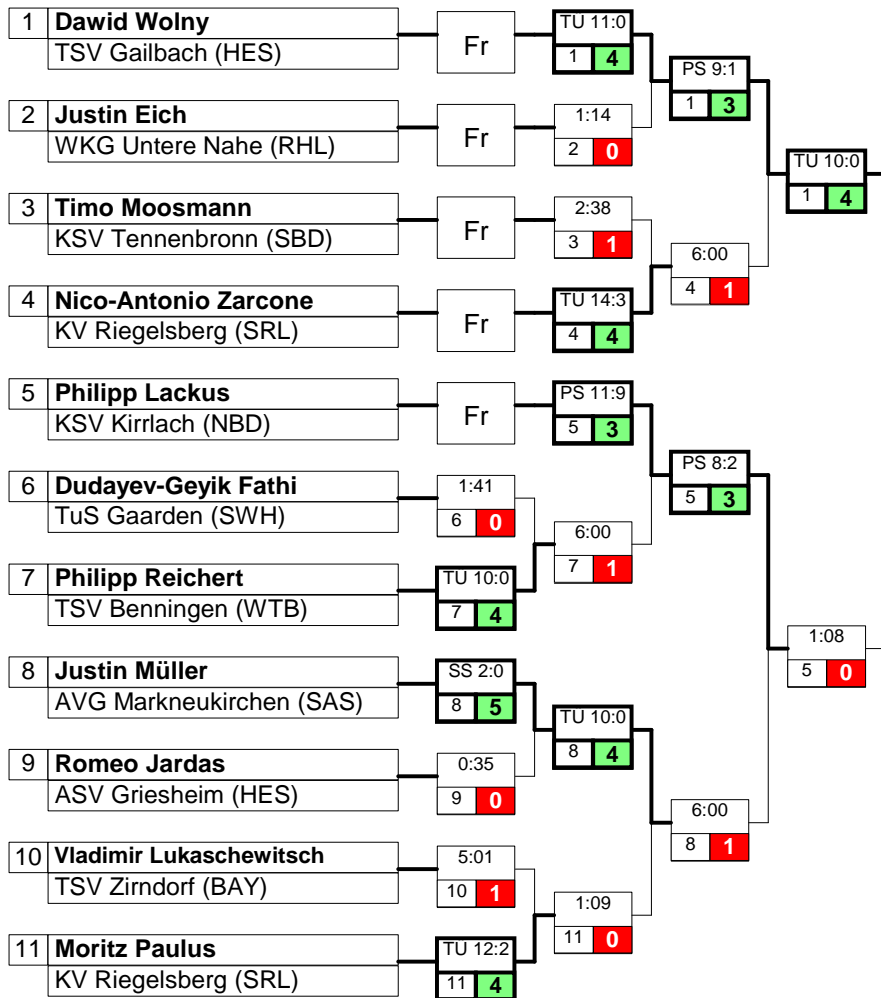 1 Dawid Wolny
TSV Gailbach (HES)
Fr
TU 11:0
1 4
PS 9:1
1 3
2 Justin Eich
WKG Untere Nahe (RHL)
Fr
1:14
2 0
TU 10:0
1 4
3 Timo Moosmann
KSV Tennenbronn (SBD)
Fr
2:38
3 1
6:00
4 1
4 Nico-Antonio Zarcone
KV Riegelsberg (SRL)
Fr
TU 14:3
4 4
5 Philipp Lackus
KSV Kirrlach (NBD)
Fr
PS 11:9
5 3
PS 8:2
5 3
6 Dudayev-Geyik Fathi
TuS Gaarden (SWH)
1:41
6 0
6:00
7 1
7 Philipp Reichert
TSV Benningen (WTB)
TU 10:0
7 4
1:08
5 0
8 Justin Müller
AVG Markneukirchen (SAS)
SS 2:0
8 5
TU 10:0
8 4
9 Romeo Jardas
ASV Griesheim (HES)
0:35
9 0
6:00
8 1
10 Vladimir Lukaschewitsch
TSV Zirndorf (BAY)
5:01
10 1
1:09
11 0
11 Moritz Paulus
KV Riegelsberg (SRL)
TU 12:2
11 4